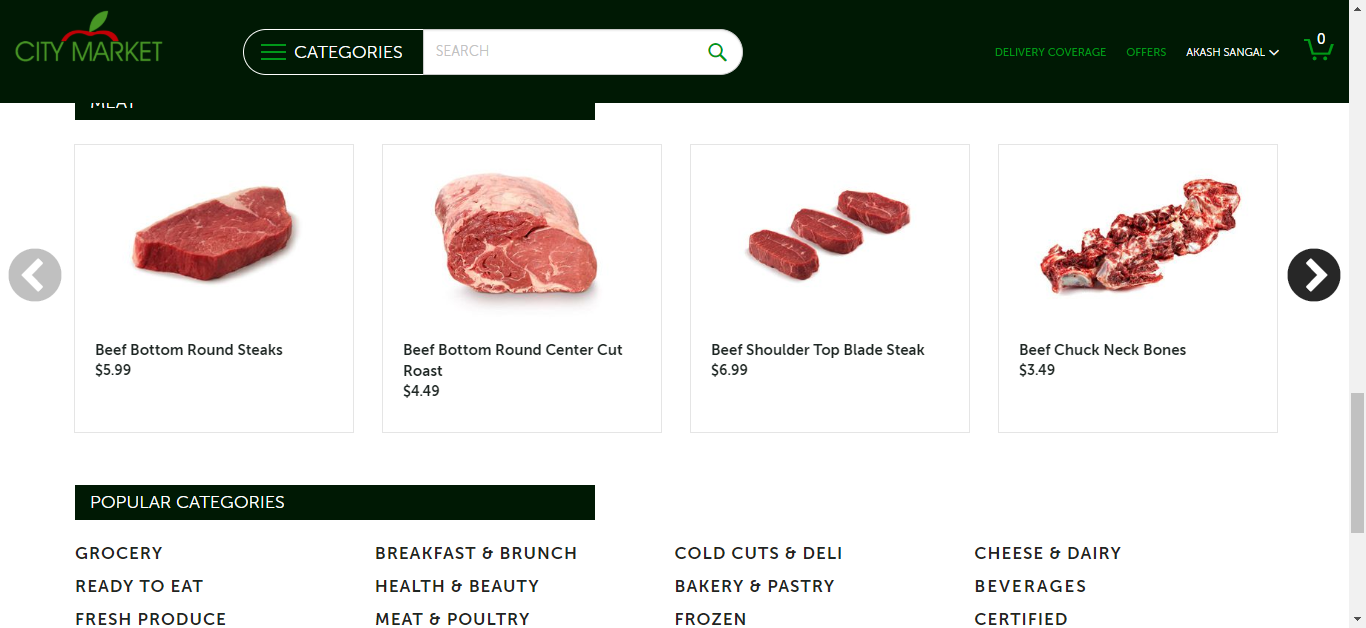 CITY MARKET
CATEGORIES
SEARCH
DELIVERY COVERAGE
OFFERS
AKASH SANGAL
0
MEAT
Beef Bottom Round Steaks
$5.99
Beef Bottom Round Center Cut
Roast
$4.49
Beef Shoulder Top Blade Steak
$6.99
Beef Chuck Neck Bones
$3.49
POPULAR CATEGORIES
GROCERY
BREAKFAST & BRUNCH
COLD CUTS & DELI
CHEESE & DAIRY
READY TO EAT
HEALTH & BEAUTY
BAKERY & PASTRY
BEVERAGES
FRESH PRODUCE
MEAT & POULTRY
FROZEN
CERTIFIED